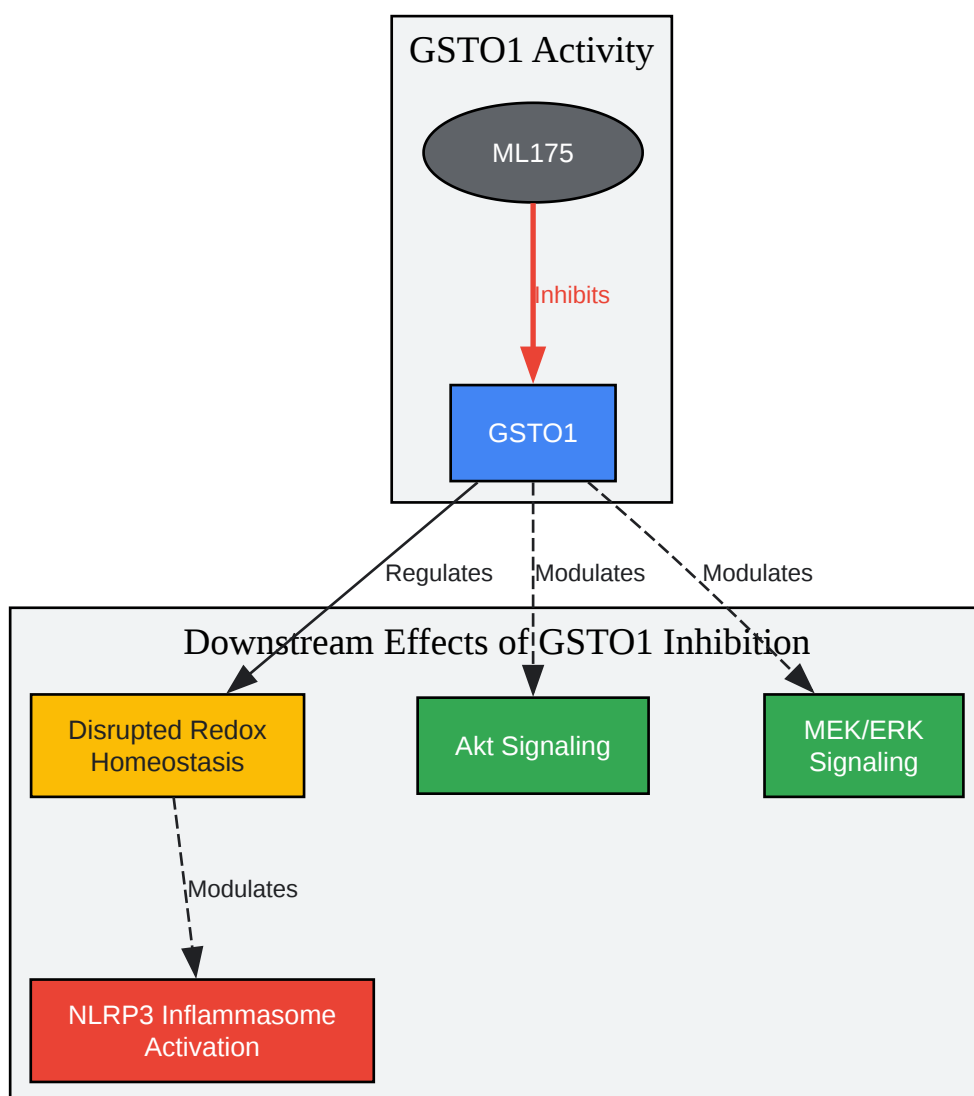 GSTO1 Activity
ML175
Inhibits
GSTO1
Regulates
Modulates
Modulates
Downstream Effects of GSTO1 Inhibition
Disrupted Redox
Homeostasis
Akt Signaling
MEK/ERK
Signaling
Modulates
NLRP3 Inflammasome
Activation